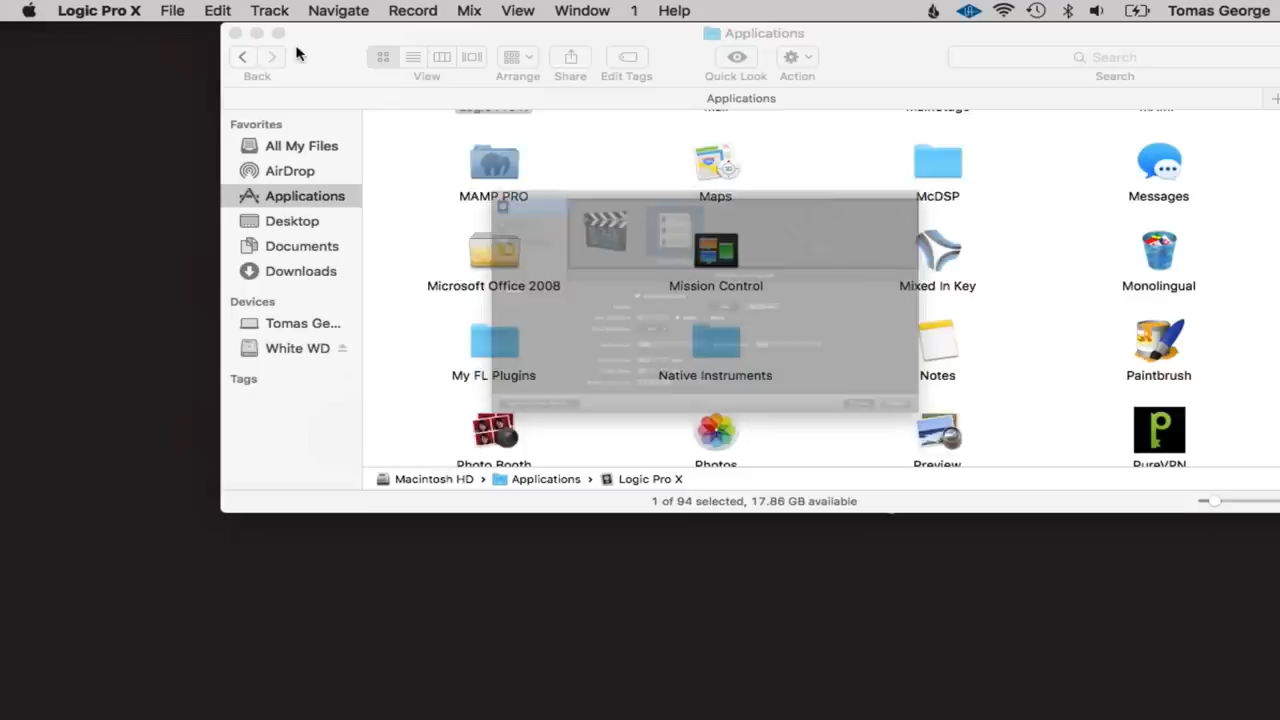 Logic Pro X File Edit Track Navigate Record Mix View Window 1 Help Tomas George
Applications
Search
Back View Arrange Share Edit Tags Quick Look Action Search
Applications
Favorites
All My Files
AirDrop
Applications
Desktop
Documents
Downloads
Devices
Tomas Ge...
White WD
Tags
MAMP PRO Maps McDSP Messages
Microsoft Office 2008 Mission Control Mixed In Key Monolingual
My FL Plugins Native Instruments Notes Paintbrush
Photo Booth Photos Preview PureVPN
Macintosh HD › Applications › Logic Pro X
1 of 94 selected, 17.86 GB available